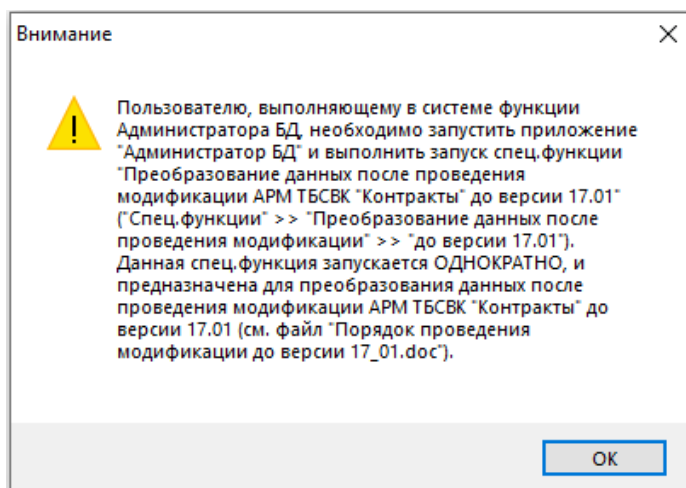 Внимание
Пользователю, выполняющему в системе функции
Администратора БД, необходимо запустить приложение
"Администратор БД" и выполнить запуск спец.функции
"Преобразование данных после проведения
модификации АРМ ТБСВК "Контракты" до версии 17.01"
("Спец.функции" >> "Преобразование данных после
проведения модификации" >> "до версии 17.01").
Данная спец.функция запускается ОДНОКРАТНО, и
предназначена для преобразования данных после
проведения модификации АРМ ТБСВК "Контракты" до
версии 17.01 (см. файл "Порядок проведения
модификации до версии 17_01.doc").
ОК